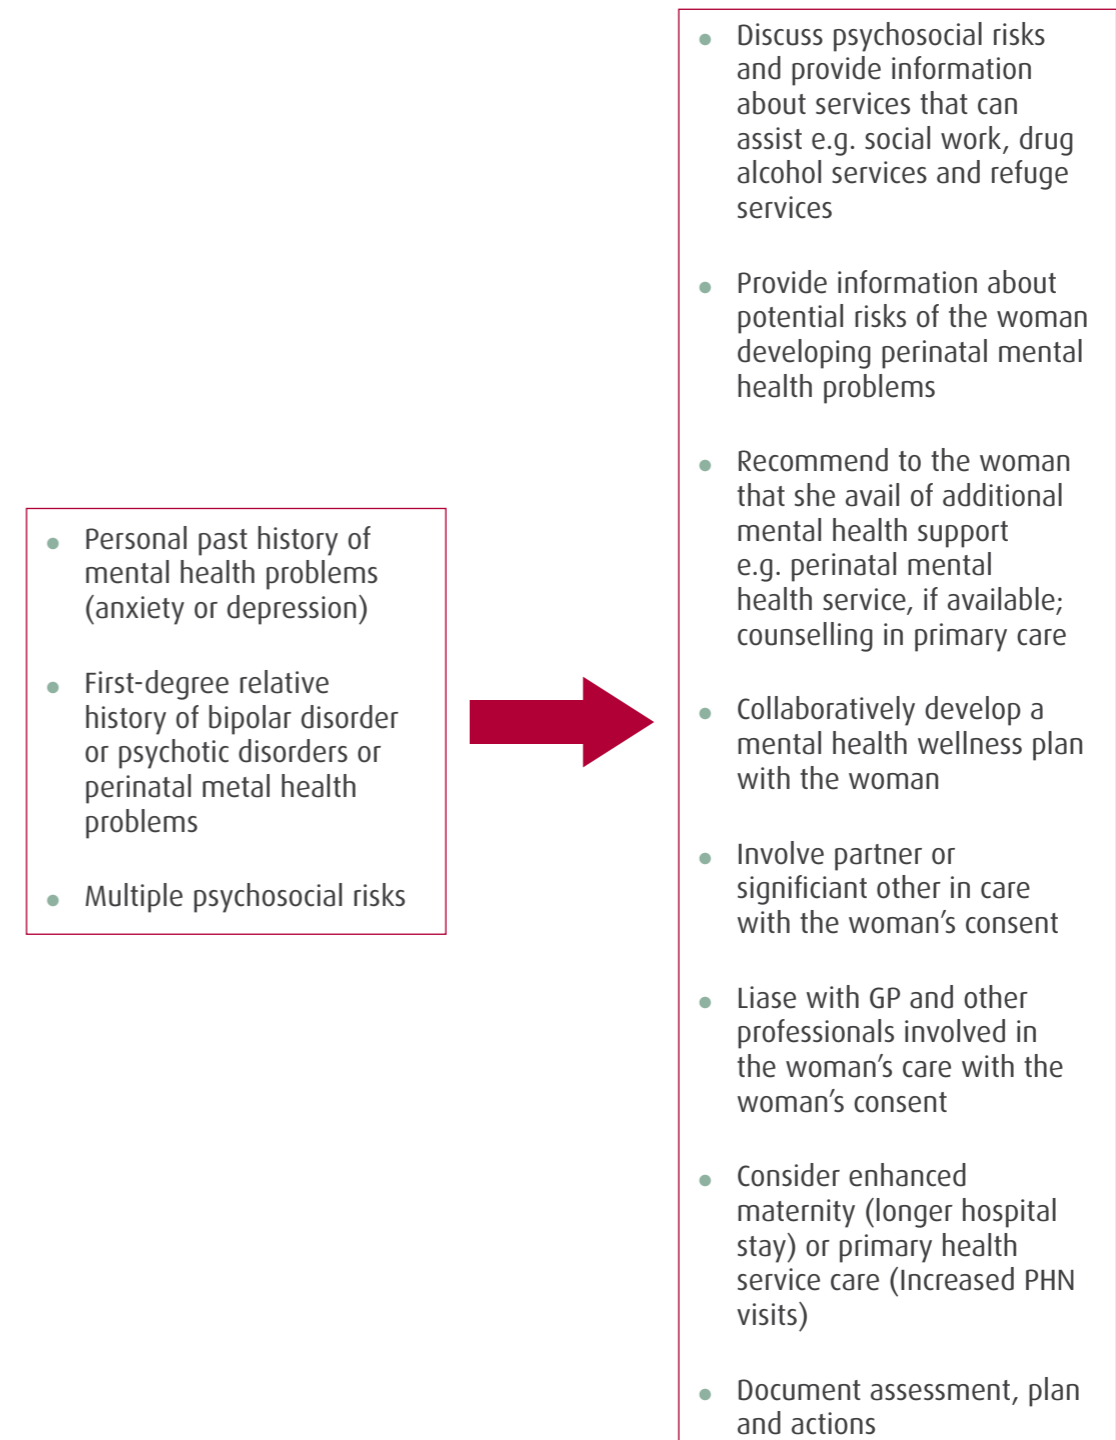 Personal past history of
mental health problems
(anxiety or depression)
First-degree relative
history of bipolar disorder
or psychotic disorders or
perinatal metal health
problems
Multiple psychosocial risks
Discuss psychosocial risks
and provide information
about services that can
assist e.g. social work, drug
alcohol services and refuge
services
Provide information about
potential risks of the woman
developing perinatal mental
health problems
Recommend to the woman
that she avail of additional
mental health support
e.g. perinatal mental
health service, if available;
counselling in primary care
Collaboratively develop a
mental health wellness plan
with the woman
Involve partner or
significiant other in care
with the woman’s consent
Liase with GP and other
professionals involved in
the woman’s care with the
woman’s consent
Consider enhanced
maternity (longer hospital
stay) or primary health
service care (Increased PHN
visits)
Document assessment, plan
and actions